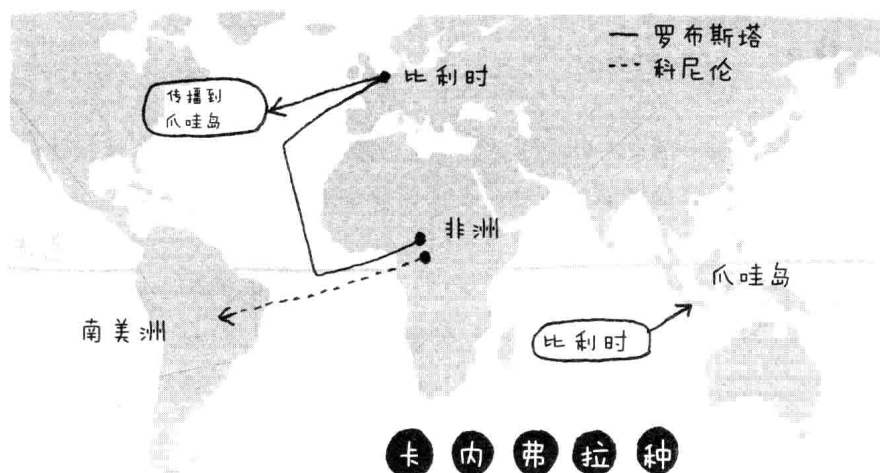 罗布斯塔
科尼伦
比利时
传播到
爪哇岛
非洲
爪哇岛
南美洲
比利时
卡内弗拉种